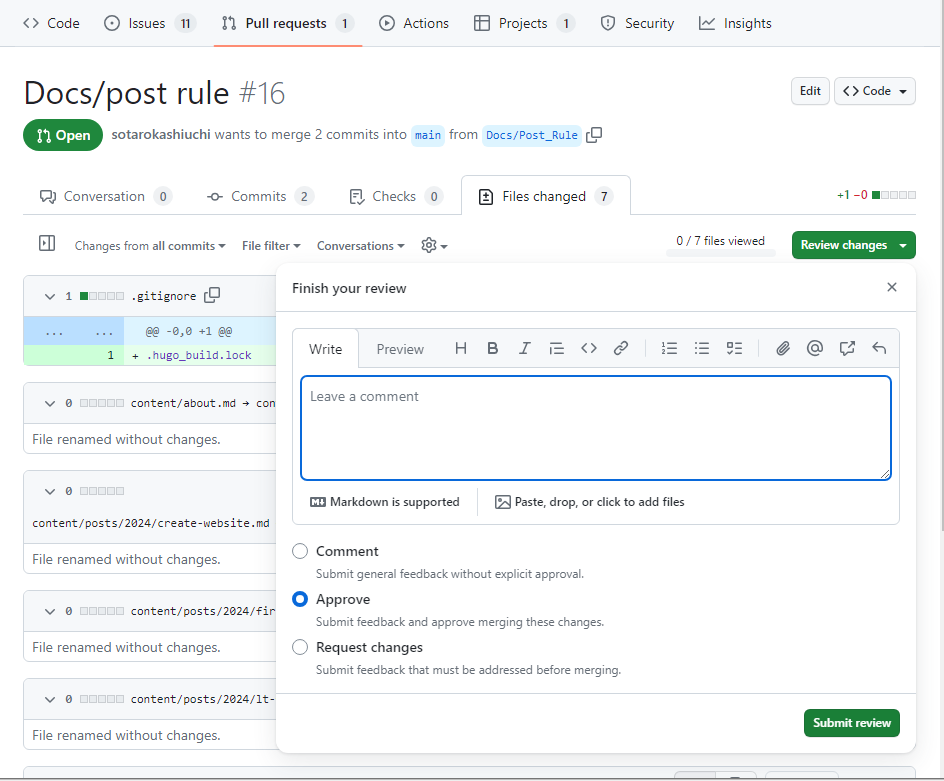 Code Issues 11 Pull requests 1 Actions Projects 1 Security Insights
Docs/post rule #16
Edit Code
Open sotarokashiuchi wants to merge 2 commits into main from Docs/Post_Rule
Conversation 0 Commits 2 Checks 0 Files changed 7
+1 −0
Changes from all commits File filter Conversations
0 / 7 files viewed
Review changes
1 .gitignore
... ... @@ -0,0 +1 @@
1 + .hugo_build.lock
0 content/about.md → con
File renamed without changes.
0
content/posts/2024/create-website.md
File renamed without changes.
0 content/posts/2024/fir
File renamed without changes.
0 content/posts/2024/lt-
File renamed without changes.
Finish your review
Write Preview
Leave a comment
Markdown is supported
Paste, drop, or click to add files
Comment
Submit general feedback without explicit approval.
Approve
Submit feedback and approve merging these changes.
Request changes
Submit feedback that must be addressed before merging.
Submit review